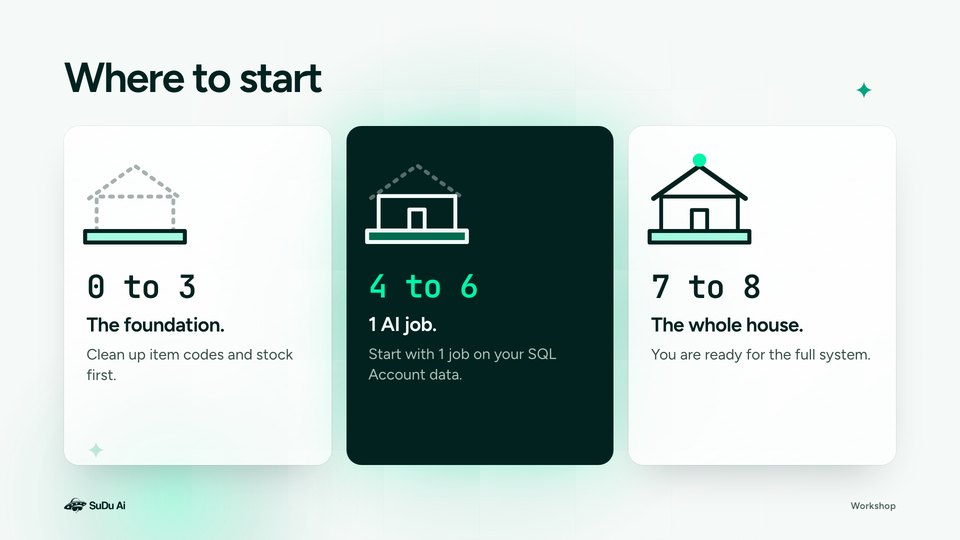 Where to start
0 to 3
The foundation.
Clean up item codes and stock
first.
4 to 6
1 AI job.
Start with 1 job on your SQL
Account data.
7 to 8
The whole house.
You are ready for the full system.
SuDu Ai
Workshop